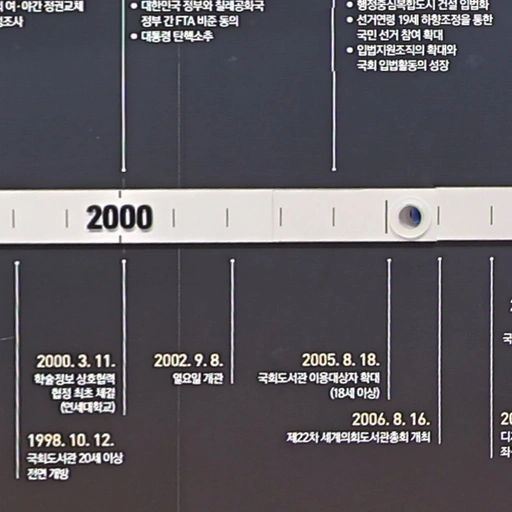 여·야간 정권교체
조사
• 대한민국 정부와 칠레공화국
정부 간 FTA 비준 동의
• 대통령 탄핵소추
• 행정중심복합도시 건설 입법화
• 선거연령 19세 하향조정을 통한
국민 선거 참여 확대
• 입법지원조직의 확대와
국회 입법활동의 성장
2000
2000. 3. 11.
학술정보 상호협력
협정 최초 체결
(연세대학교)
1998. 10. 12.
국회도서관 20세 이상
전면 개방
2002. 9. 8.
일요일 개관
2005. 8. 18.
국회도서관 이용대상자 확대
(18세 이상)
2006. 8. 16.
제22차 세계의회도서관총회 개최
국
20
디
좌